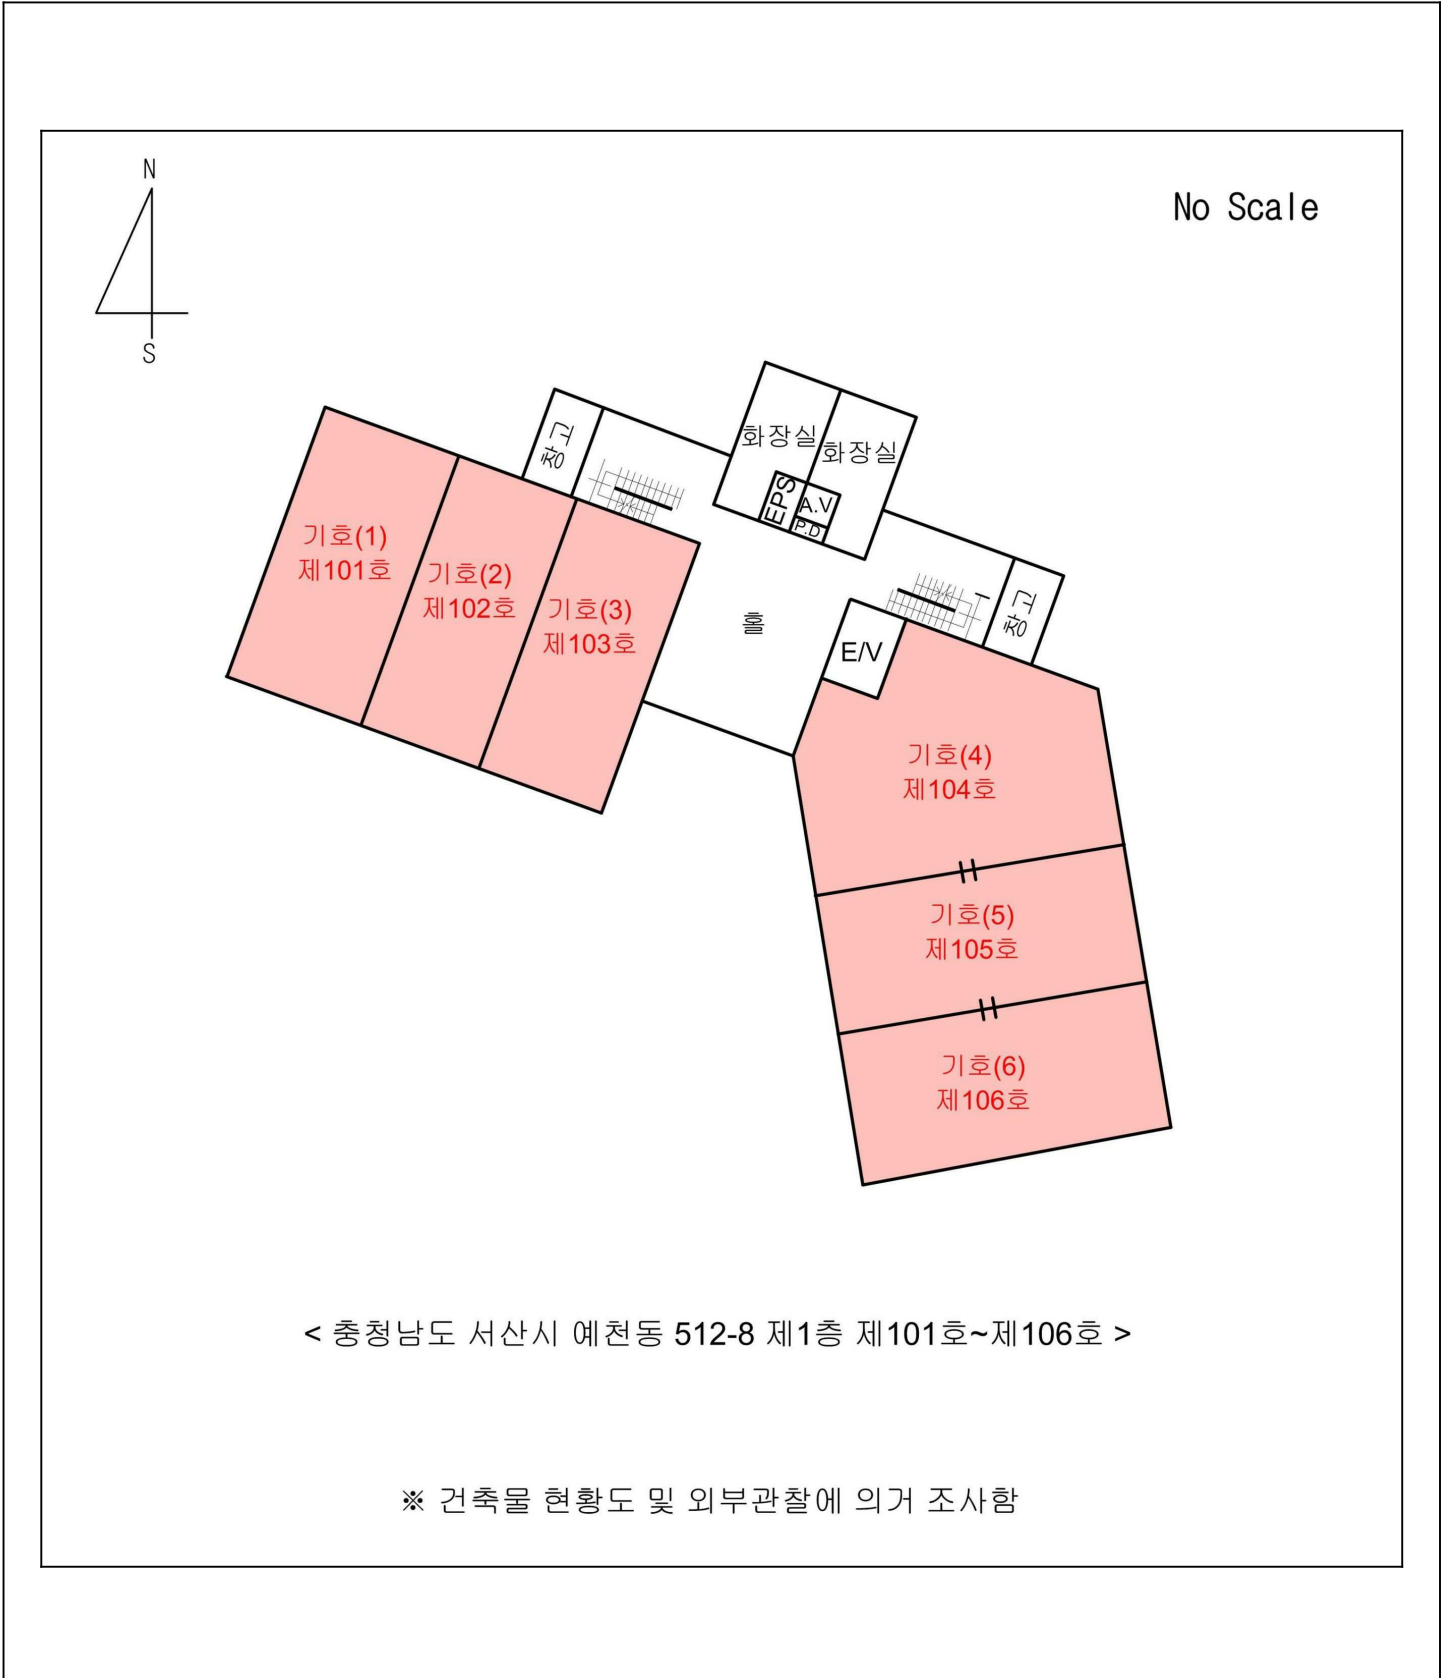 N
No Scale
S
화장실
화장실
창고
EPS
A.V
P.D
기호(1)
제101호
기호(2)
제102호
기호(3)
제103호
홀
창고
E/V
기호(4)
제104호
기호(5)
제105호
기호(6)
제106호
< 충청남도 서산시 예천동 512-8 제1층 제101호~제106호 >
※ 건축물 현황도 및 외부관찰에 의거 조사함